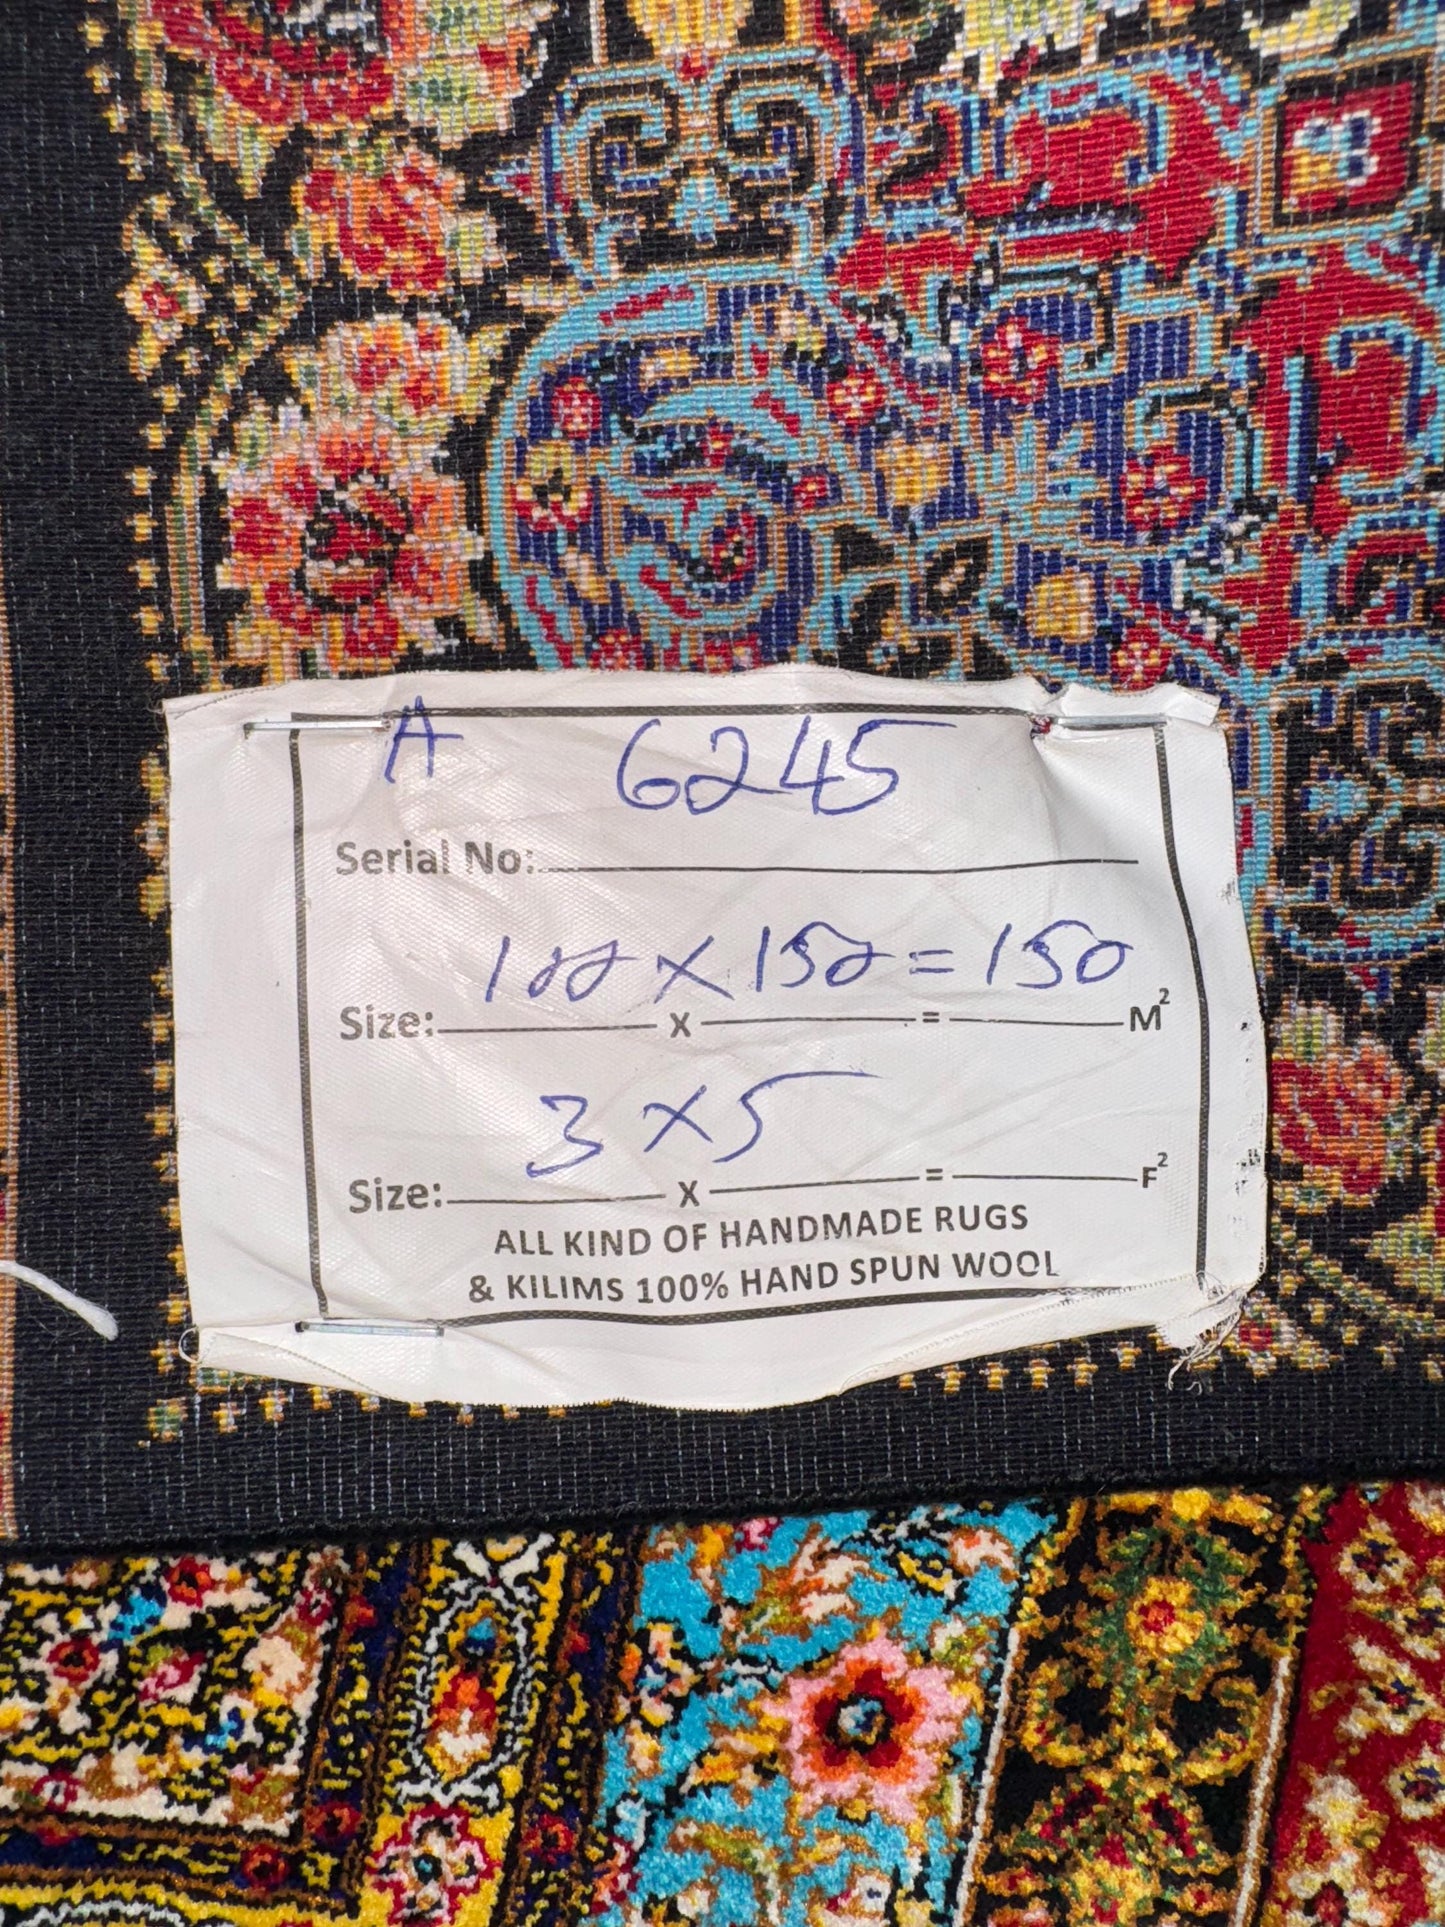 A 6245
Serial No:
100 x 150 = 150
Size: x = M²
3 x 5
Size: x = F²
ALL KIND OF HANDMADE RUGS
& KILIMS 100% HAND SPUN WOOL